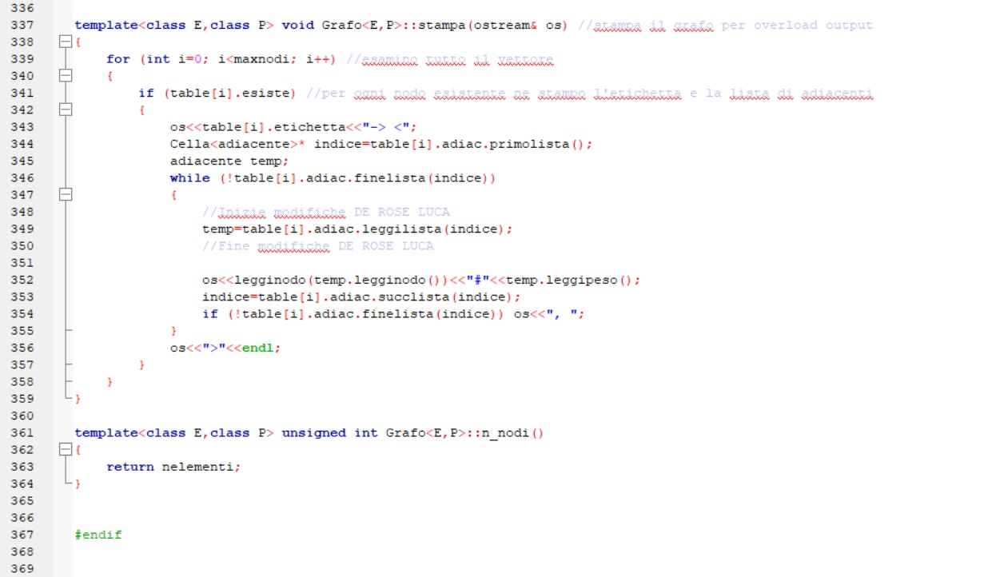 336
337 template<class E,class P> void Grafo<E,P>::stampa(ostream& os) //stampa il grafo per overload output
338 {
339     for (int i=0; i<maxnodi; i++) //esamino tutto il vettore
340     {
341         if (table[i].esiste) //per ogni nodo esistente ne stampo l'etichetta e la lista di adiacenti
342         {
343             os<<table[i].etichetta<<"-> <";
344             Cella<adiacente>* indice=table[i].adiac.primolista();
345             adiacente temp;
346             while (!table[i].adiac.finelista(indice))
347             {
348                 //Inizie modifiche DE ROSE LUCA
349                 temp=table[i].adiac.leggilista(indice);
350                 //Fine modifiche DE ROSE LUCA
351
352                 os<<legginodo(temp.legginodo())<<"#"<<temp.leggipeso();
353                 indice=table[i].adiac.succlista(indice);
354                 if (!table[i].adiac.finelista(indice)) os<<", ";
355             }
356             os<<">"<<endl;
357         }
358     }
359 }
360
361 template<class E,class P> unsigned int Grafo<E,P>::n_nodi()
362 {
363     return nelementi;
364 }
365
366
367 #endif
368
369